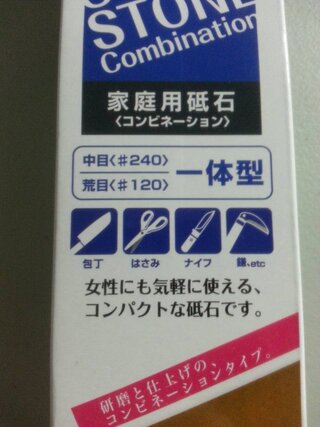 STONE
Combination
家庭用砥石
〈コンビネーション〉
中目〈♯240〉
荒目〈♯120〉
一体型
包丁 はさみ ナイフ 鎌、etc
女性にも気軽に使える、
コンパクトな砥石です。
研磨と仕上げの、
コンビネーションタイプ。